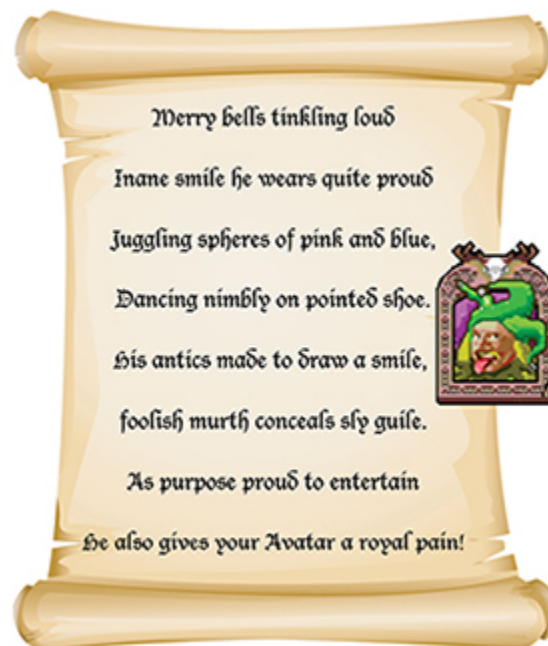 Merry bells tinkling loud
Inane smile he wears quite proud
Juggling spheres of pink and blue,
Dancing nimbly on pointed shoe.
His antics made to draw a smile,
foolish murth conceals sly guile.
As purpose proud to entertain
He also gives your Avatar a royal pain!